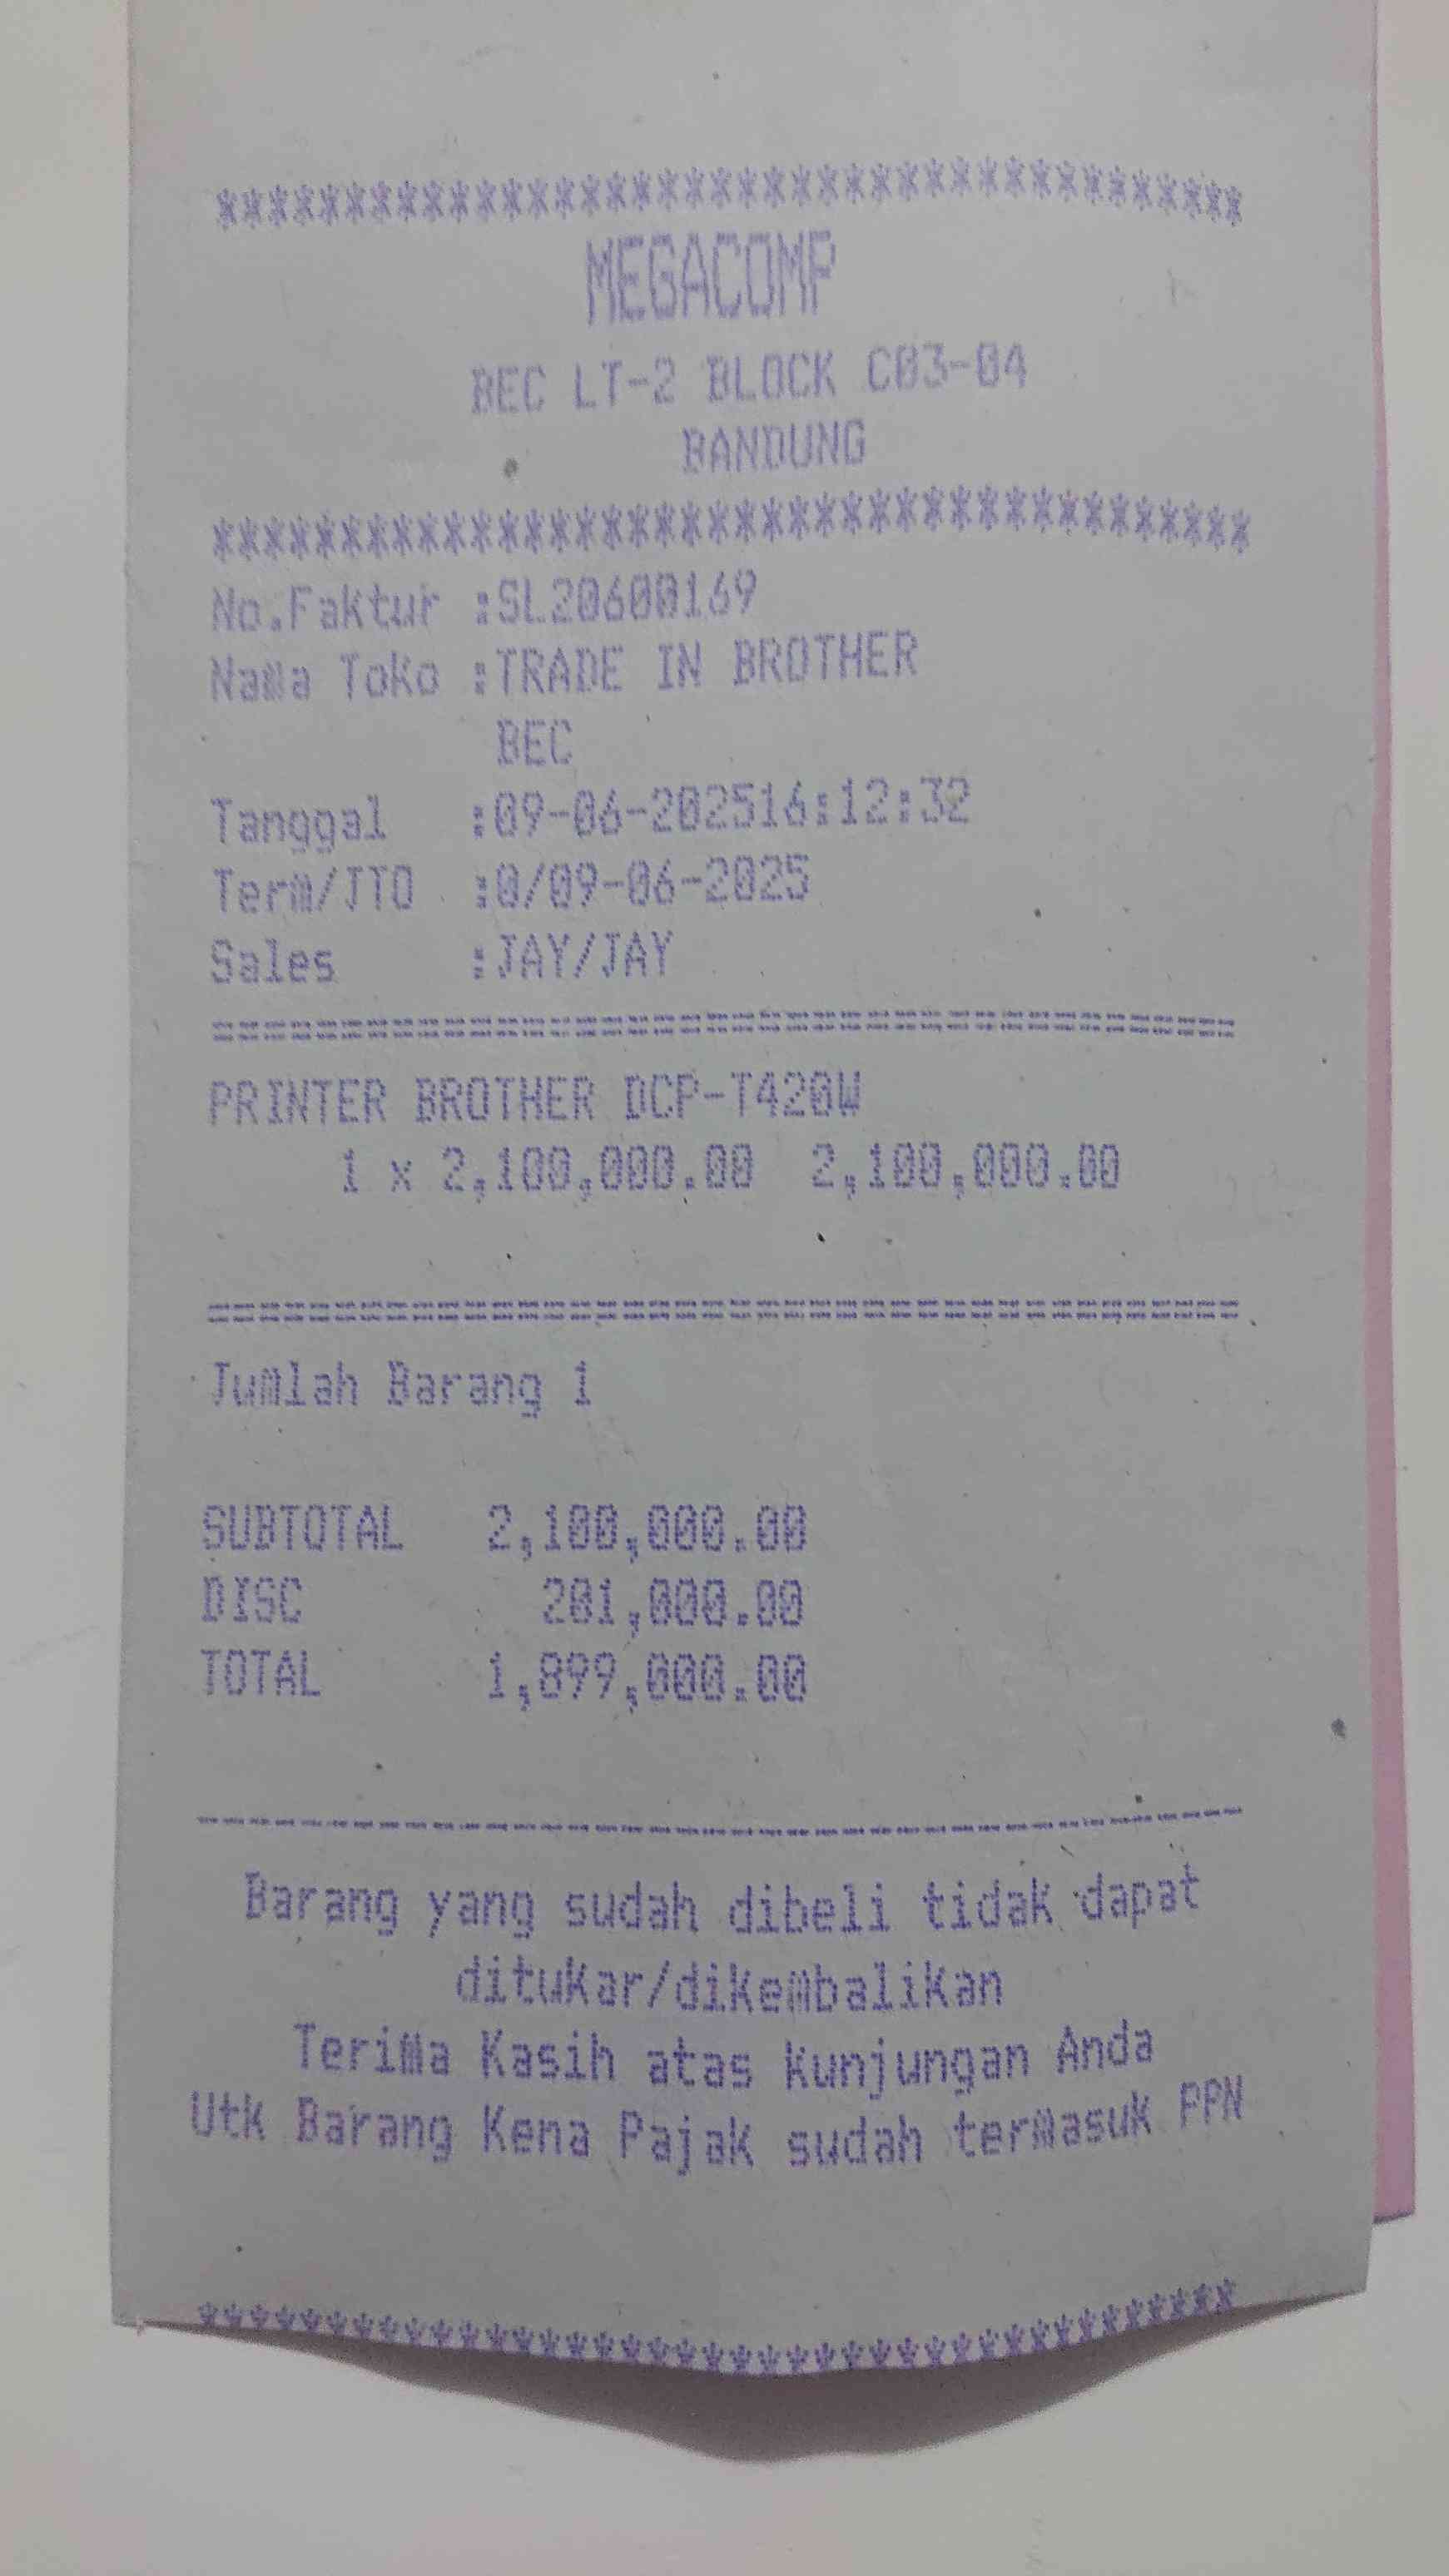 ****************************************
MEGACOMP
BEC LT-2 BLOCK C03-04
BANDUNG
****************************************
No.Faktur :SL20600169
Nama Toko :TRADE IN BROTHER
BEC
Tanggal :09-06-202516:12:32
Term/JTO :0/09-06-2025
Sales :JAY/JAY
========================================
PRINTER BROTHER DCP-T420W
1 x 2,100,000.00 2,100,000.00
========================================
Jumlah Barang 1
SUBTOTAL 2,100,000.00
DISC 201,000.00
TOTAL 1,899,000.00
----------------------------------------
Barang yang sudah dibeli tidak dapat
ditukar/dikembalikan
Terima Kasih atas kunjungan Anda
Utk Barang Kena Pajak sudah termasuk PPN
****************************************